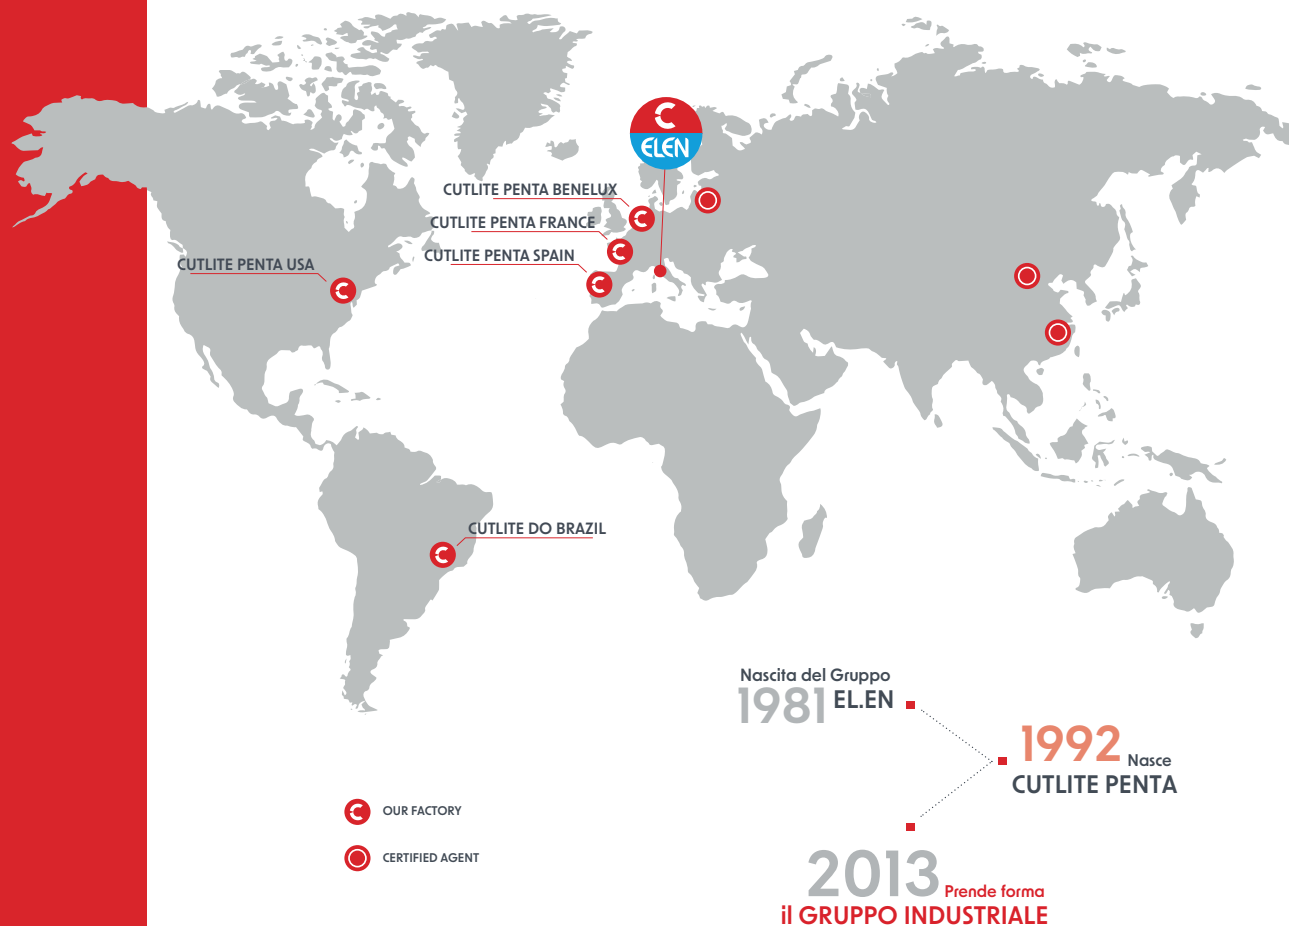 ELEN
CUTLITE PENTA BENELUX
CUTLITE PENTA FRANCE
CUTLITE PENTA SPAIN
CUTLITE PENTA USA
CUTLITE DO BRAZIL
Nascita del Gruppo
1981 EL.EN
1992 Nasce
CUTLITE PENTA
OUR FACTORY
CERTIFIED AGENT
2013 Prende forma
il GRUPPO INDUSTRIALE